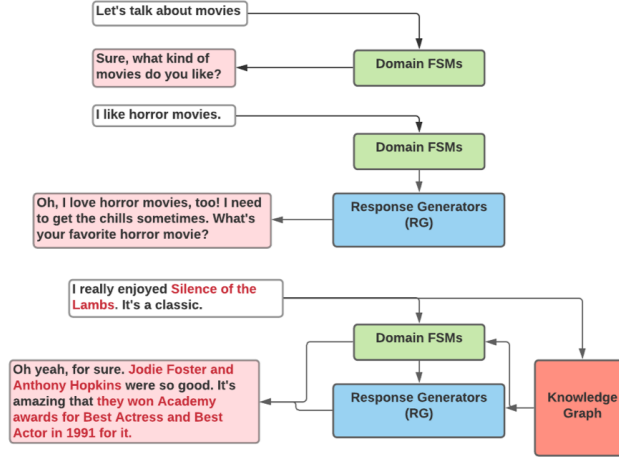 Let's talk about movies
Domain FSMs
Sure, what kind of
movies do you like?
I like horror movies.
Domain FSMs
Oh, I love horror movies, too! I need
to get the chills sometimes. What's
your favorite horror movie?
Response Generators
(RG)
I really enjoyed Silence of the
Lambs. It's a classic.
Domain FSMs
Oh yeah, for sure. Jodie Foster and
Anthony Hopkins were so good. It's
amazing that they won Academy
awards for Best Actress and Best
Actor in 1991 for it.
Response Generators
(RG)
Knowledge
Graph